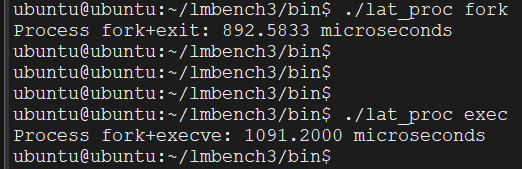 ubuntu@ubuntu:~/lmbench3/bin$ ./lat_proc fork
Process fork+exit: 892.5833 microseconds
ubuntu@ubuntu:~/lmbench3/bin$
ubuntu@ubuntu:~/lmbench3/bin$
ubuntu@ubuntu:~/lmbench3/bin$
ubuntu@ubuntu:~/lmbench3/bin$ ./lat_proc exec
Process fork+execve: 1091.2000 microseconds
ubuntu@ubuntu:~/lmbench3/bin$